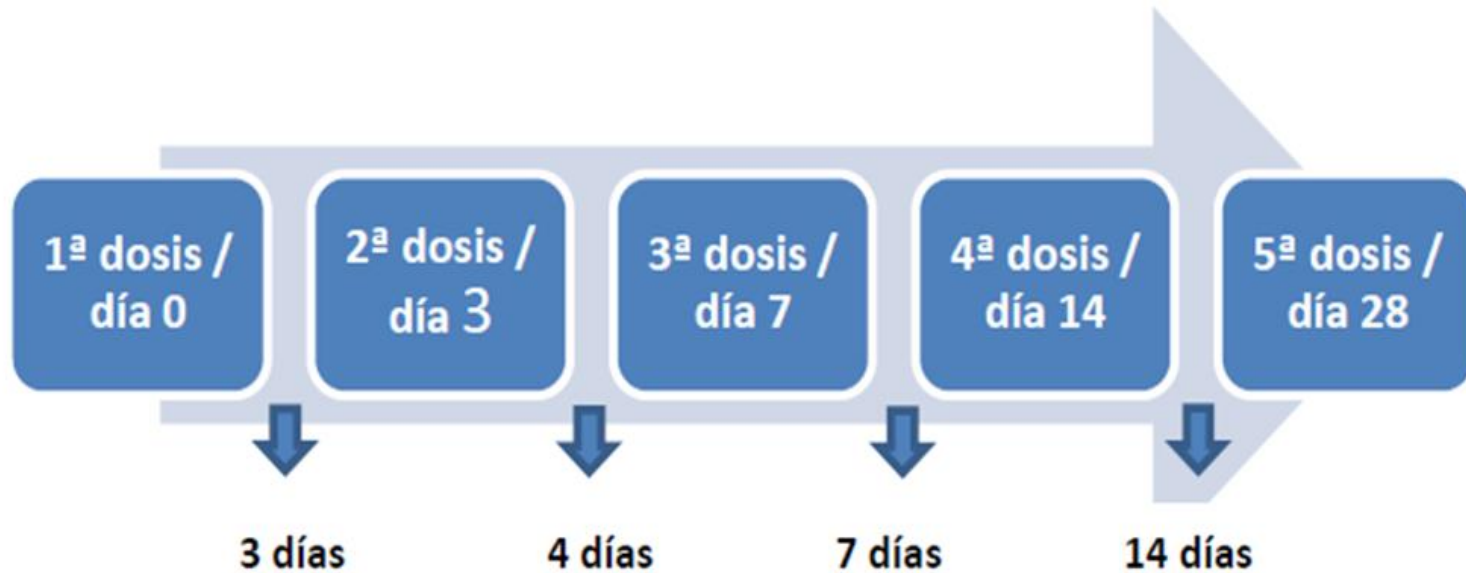 1ª dosis /
día 0
2ª dosis /
día 3
3ª dosis /
día 7
4ª dosis /
día 14
5ª dosis /
día 28
3 días
4 días
7 días
14 días